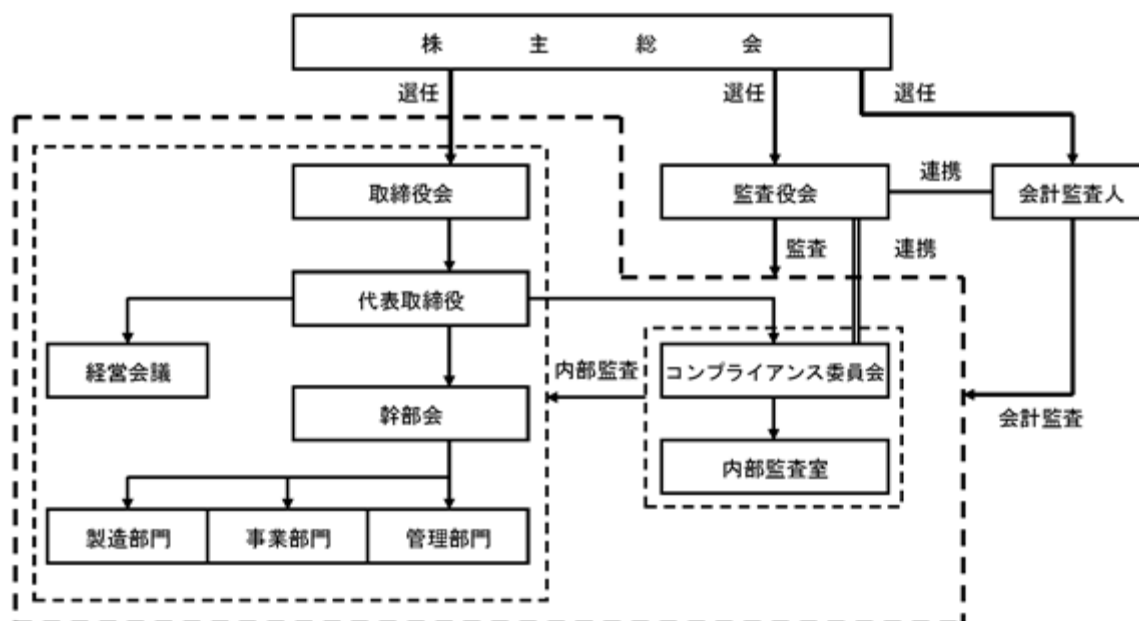 株主総会
選任
選任
選任
取締役会
監査役会
連携
会計監査人
監査
連携
代表取締役
経営会議
内部監査
コンプライアンス委員会
幹部会
会計監査
内部監査室
製造部門
事業部門
管理部門